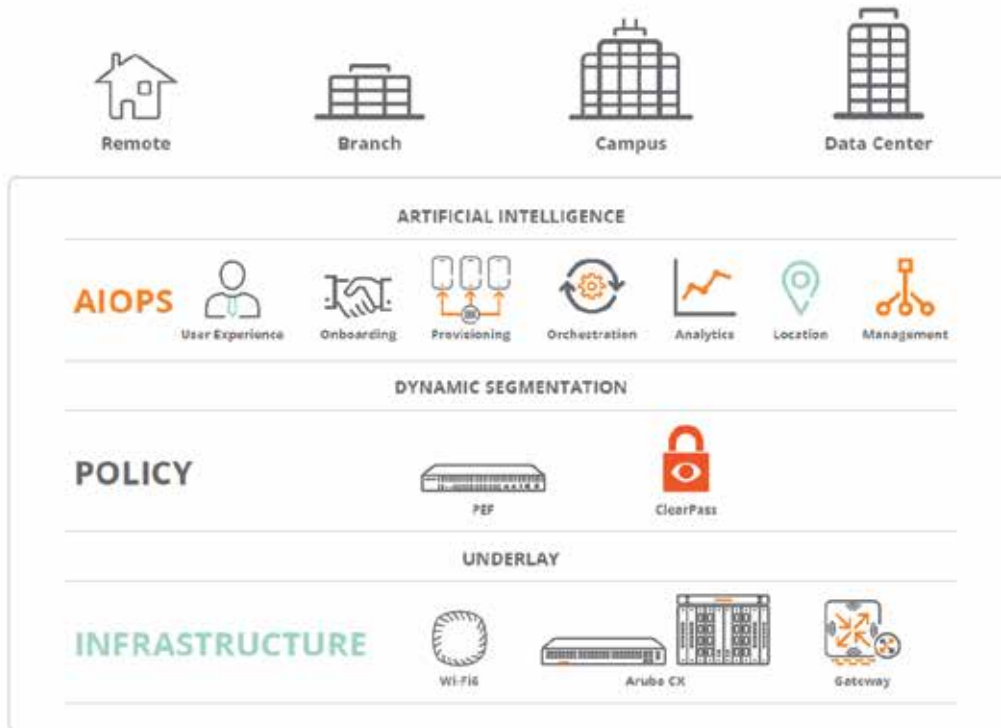 Remote Branch Campus Data Center
ARTIFICIAL INTELLIGENCE
AIOPS
User Experience Onboarding Provisioning Orchestration Analytics Location Management
DYNAMIC SEGMENTATION
POLICY
PEF ClearPass
UNDERLAY
INFRASTRUCTURE
Wi-Fi6 Aruba CX Gateway